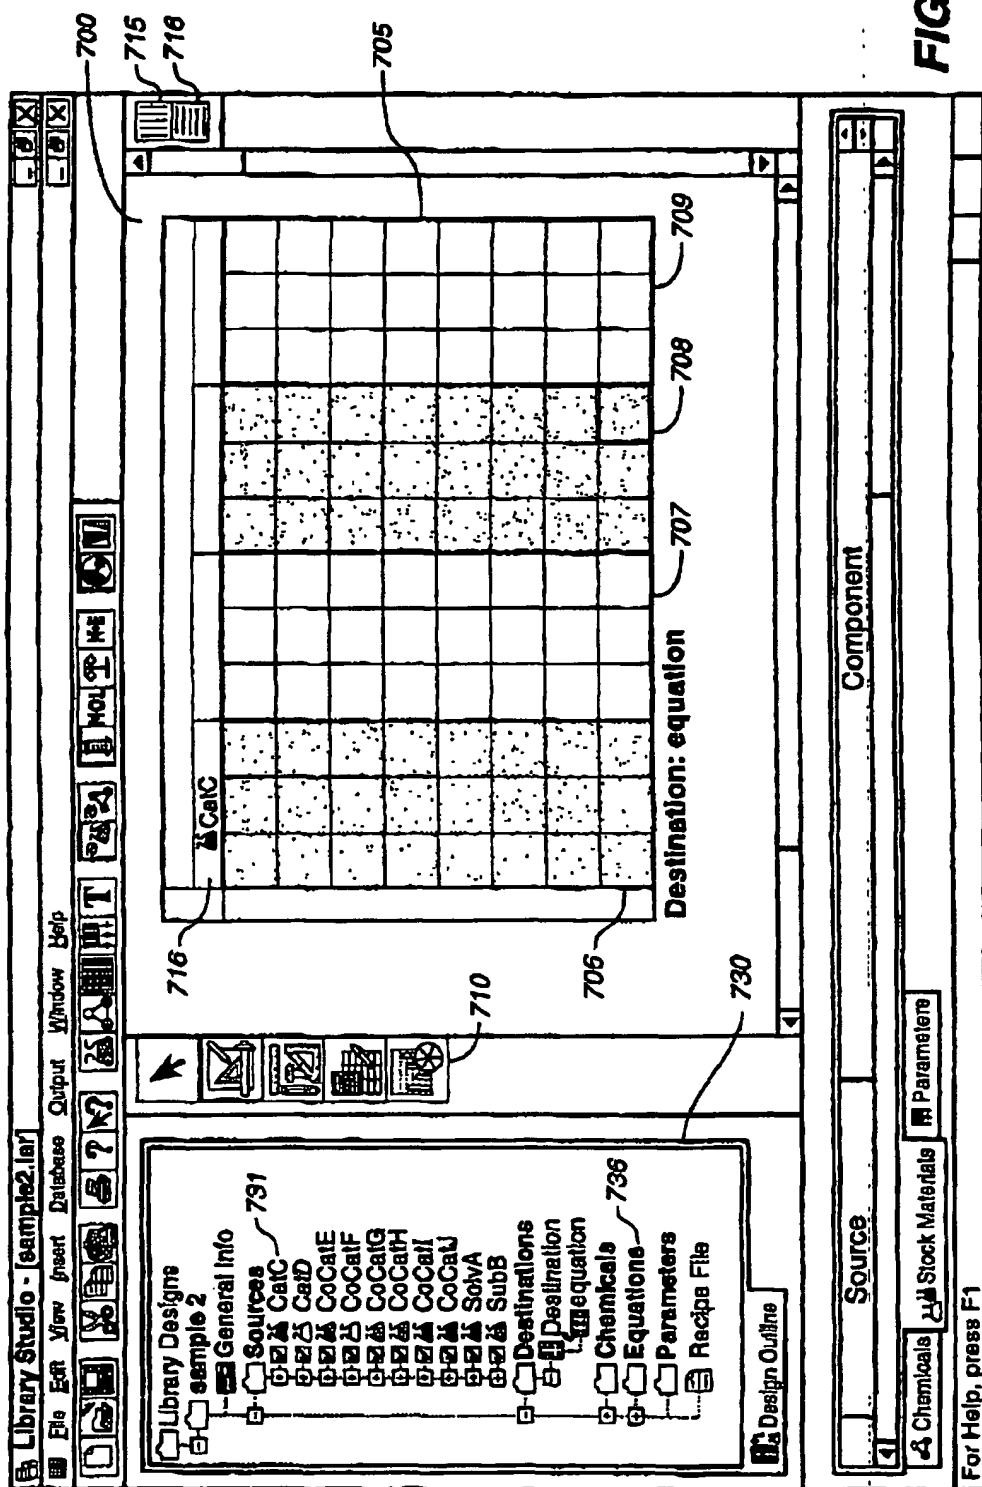 Library Studio - [sample2.lar]
File Edit View Insert Database Output Window Help
? ? T MOL
700
715
716
Library Designs
sample 2
General Info
Sources
CatC
CatD
CoCatE
CoCatF
CoCatG
CoCatH
CoCatI
CoCatJ
SolvA
SubB
Destinations
Destination
equation
Chemicals
Equations
Parameters
Recipe File
Design Outline
731
736
730
710
716
CatC
705
706
707
708
709
Destination: equation
Source
Component
Chemicals
Stock Materials
Parameters
For Help, press F1
FIG